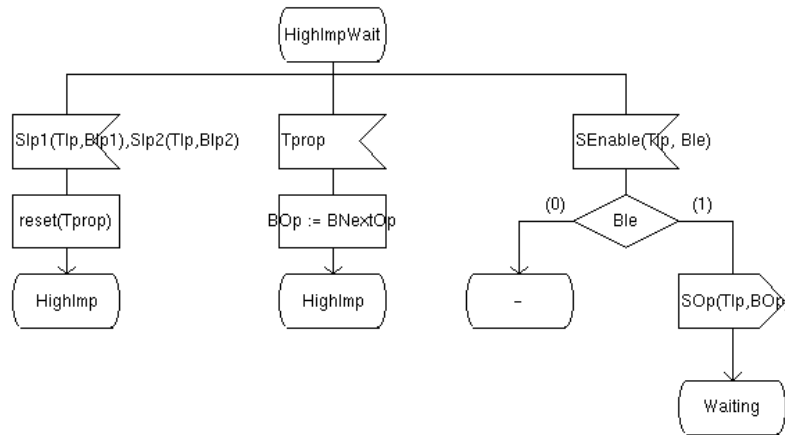 HighImpWait
SIp1(TIp,BIp1),SIp2(TIp,BIp2)
Tprop
SEnable(TIp, BIe)
reset(Tprop)
BOp := BNextOp
(0)
BIe
(1)
HighImp
HighImp
-
SOp(TIp,BOp
Waiting